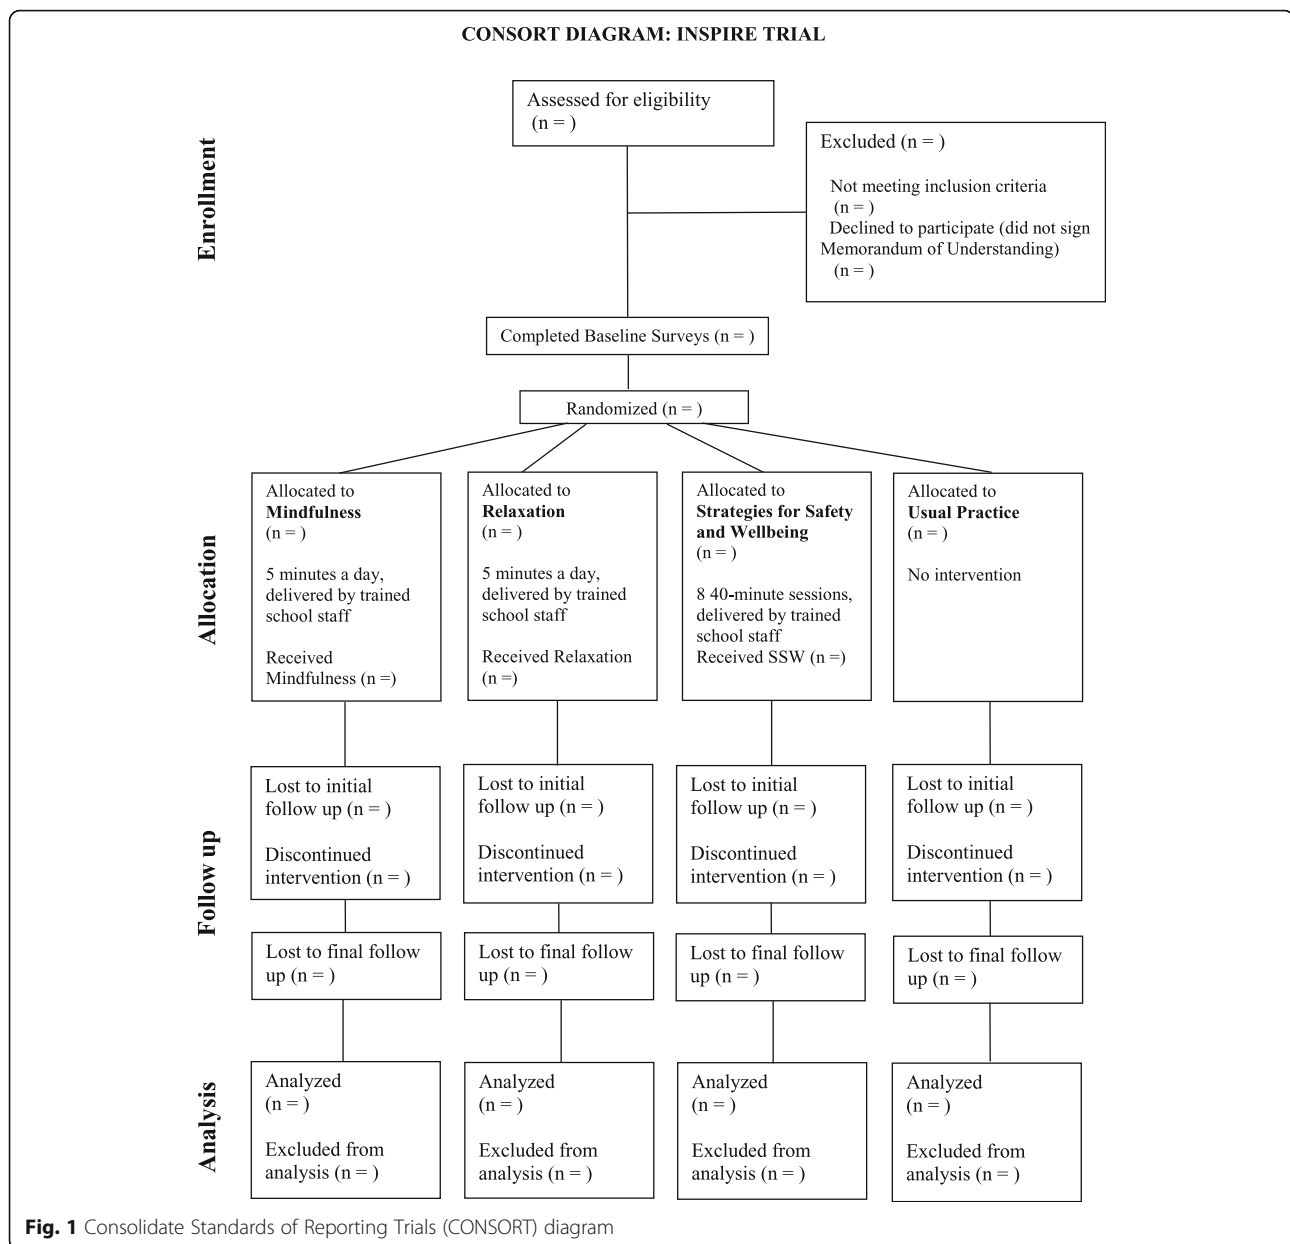 CONSORT DIAGRAM: INSPIRE TRIAL
Enrollment
Assessed for eligibility
(n = )
Excluded (n = )
Not meeting inclusion criteria
(n = )
Declined to participate (did not sign
Memorandum of Understanding)
(n = )
Completed Baseline Surveys (n = )
Randomized (n = )
Allocation
Allocated to
Mindfulness
(n = )
5 minutes a day,
delivered by trained
school staff
Received
Mindfulness (n =)
Allocated to
Relaxation
(n = )
5 minutes a day,
delivered by trained
school staff
Received Relaxation
(n =)
Allocated to
Strategies for Safety
and Wellbeing
(n = )
8 40-minute sessions,
delivered by trained
school staff
Received SSW (n =)
Allocated to
Usual Practice
(n = )
No intervention
Follow up
Lost to initial
follow up (n = )
Discontinued
intervention (n = )
Lost to initial
follow up (n = )
Discontinued
intervention (n = )
Lost to initial
follow up (n = )
Discontinued
intervention (n = )
Lost to initial
follow up (n = )
Discontinued
intervention (n = )
Lost to final follow
up (n = )
Lost to final follow
up (n = )
Lost to final follow
up (n = )
Lost to final follow
up (n = )
Analysis
Analyzed
(n = )
Excluded from
analysis (n = )
Analyzed
(n = )
Excluded from
analysis (n = )
Analyzed
(n = )
Excluded from
analysis (n = )
Analyzed
(n = )
Excluded from
analysis (n = )
Fig. 1 Consolidate Standards of Reporting Trials (CONSORT) diagram